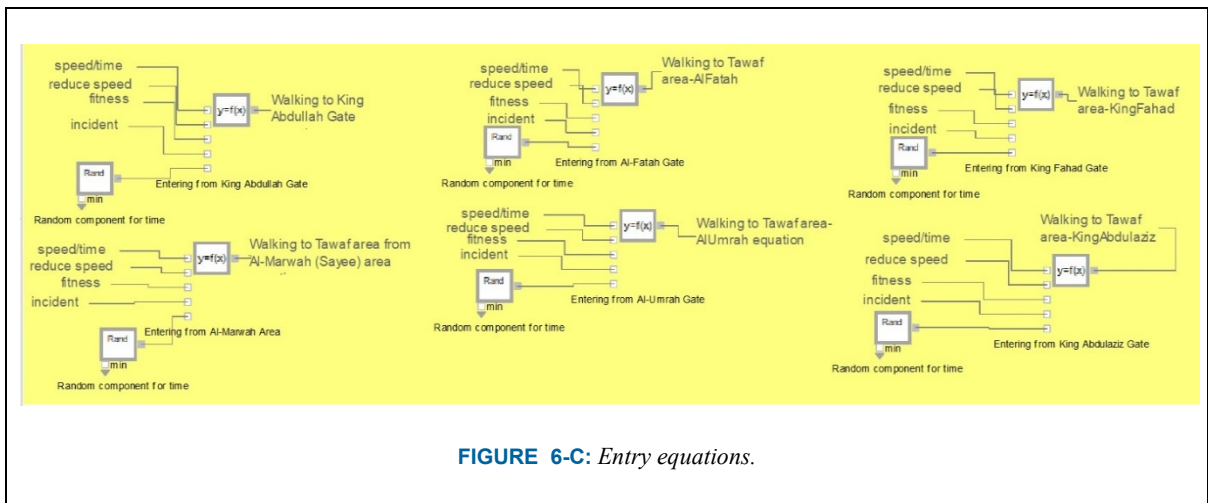 speed/time
reduce speed
fitness
incident
y=f(x)
Walking to King
Abdullah Gate
Rand
min
Entering from King Abdullah Gate
Random component for time
speed/time
reduce speed
fitness
incident
y=f(x)
Walking to Tawaf
area-AlFatah
Rand
min
Entering from Al-Fatah Gate
Random component for time
speed/time
reduce speed
fitness
incident
y=f(x)
Walking to Tawaf
area-KingFahad
Rand
min
Entering from King Fahad Gate
Random component for time
speed/time
reduce speed
fitness
incident
y=f(x)
Walking to Tawaf area from
Al-Marwah (Sayee) area
Rand
min
Entering from Al-Marwah Area
Random component for time
speed/time
reduce speed
fitness
incident
y=f(x)
Walking to Tawaf area-
AlUmrah equation
Rand
min
Entering from Al-Umrah Gate
Random component for time
speed/time
reduce speed
fitness
incident
y=f(x)
Walking to Tawaf
area-KingAbdulaziz
Rand
min
Entering from King Abdulaziz Gate
Random component for time
FIGURE 6-C: Entry equations.